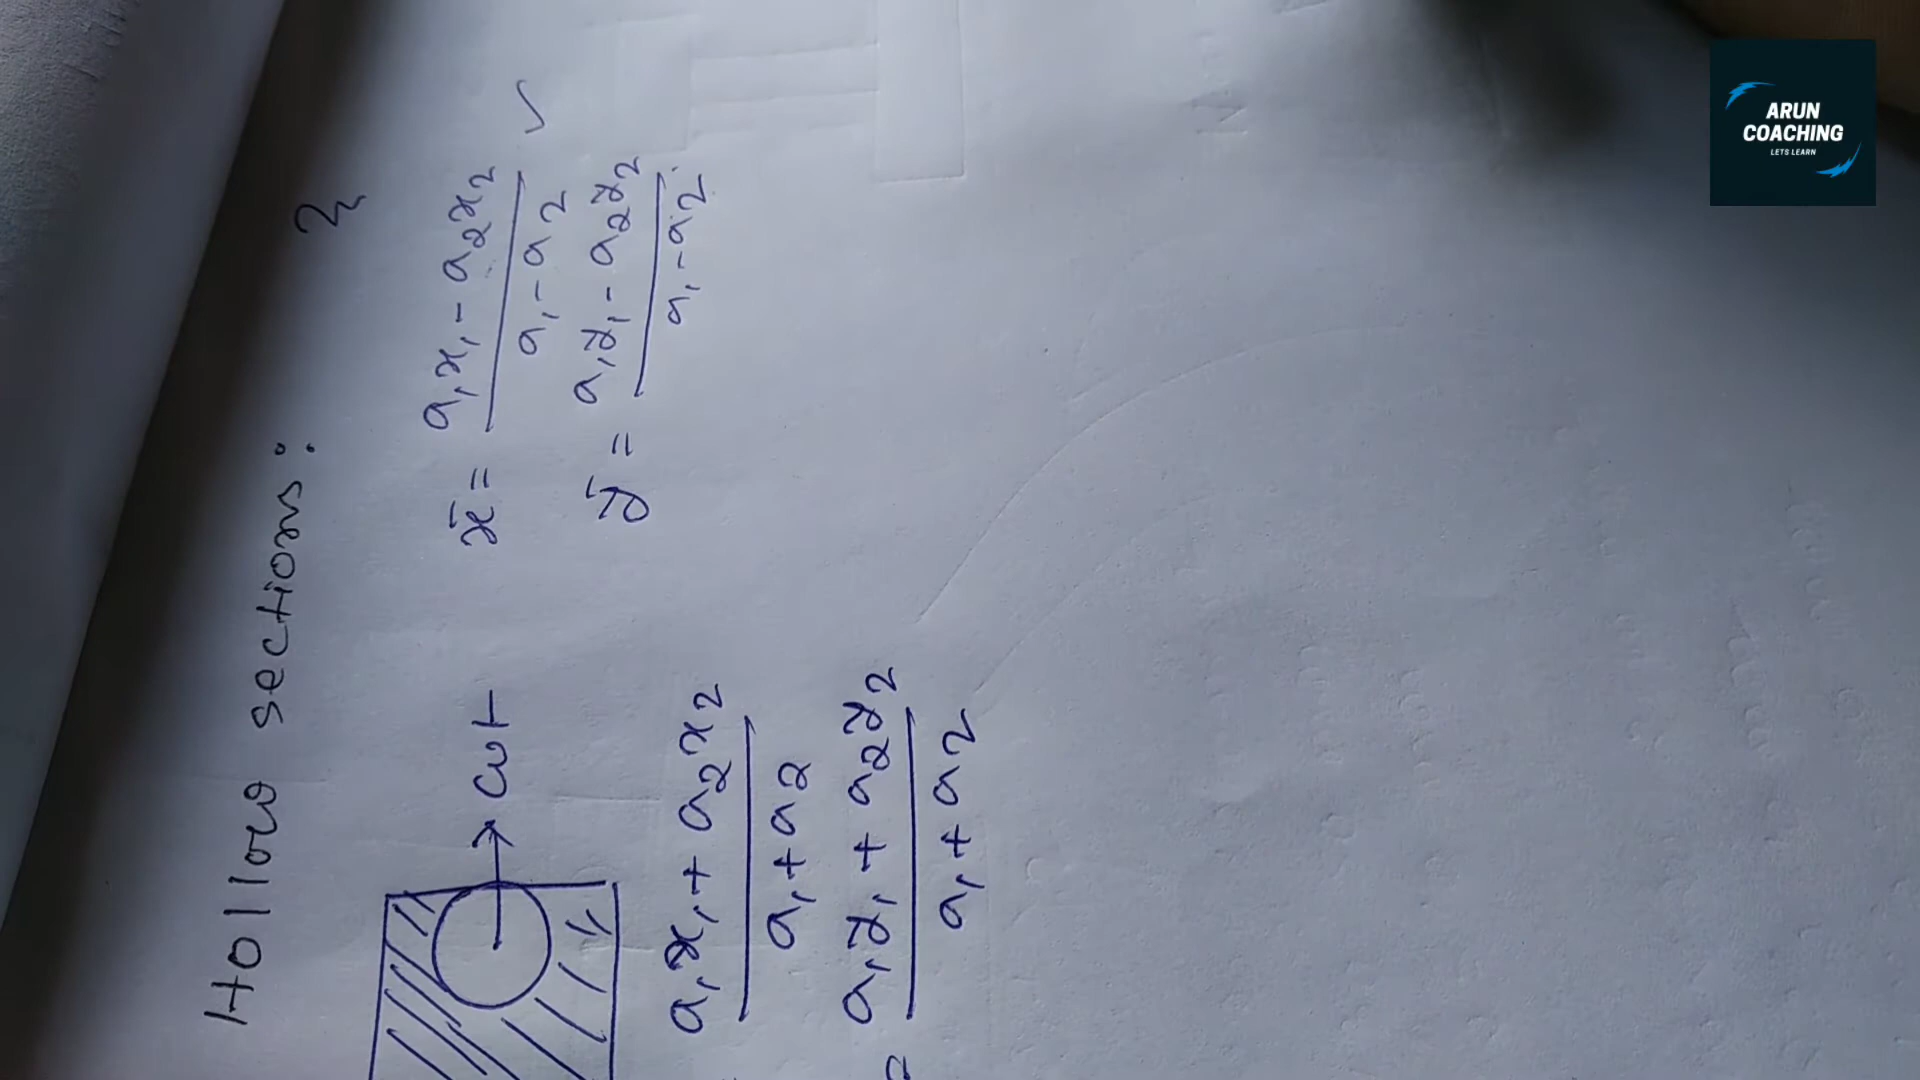 Hollow sections:
→ cut
x̄ = a₁x₁ - a₂x₂ / a₁ - a₂ ✓
ȳ = a₁y₁ - a₂y₂ / a₁ - a₂
a₁x₁ + a₂x₂ / a₁ + a₂
a₁y₁ + a₂y₂ / a₁ + a₂
ARUN
COACHING
LETS LEARN